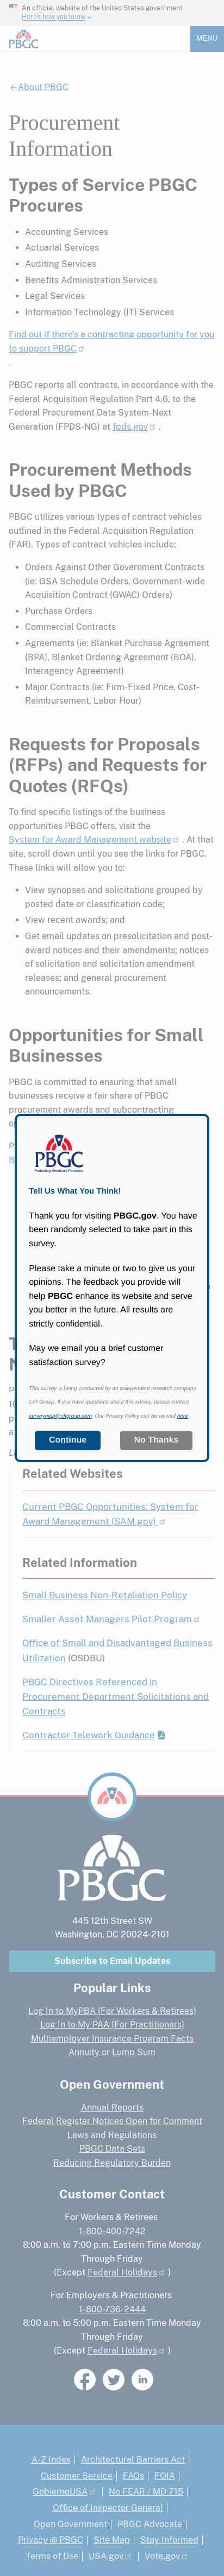 An official website of the United States government
Here's how you know
PBGC
MENU
About PBGC
Procurement
Information
Types of Service PBGC
Procures
Accounting Services
Actuarial Services
Auditing Services
Benefits Administration Services
Legal Services
Information Technology (IT) Services
Find out if there's a contracting opportunity for you
to support PBGC
.
PBGC reports all contracts, in accordance with the
Federal Acquisition Regulation Part 4.6, to the
Federal Procurement Data System-Next
Generation (FPDS-NG) at fpds.gov .
Procurement Methods
Used by PBGC
PBGC utilizes various types of contract vehicles
outlined in the Federal Acquisition Regulation
(FAR). Types of contract vehicles include:
Orders Against Other Government Contracts
(ie: GSA Schedule Orders, Government-wide
Acquisition Contract (GWAC) Orders)
Purchase Orders
Commercial Contracts
Agreements (ie: Blanket Purchase Agreement
(BPA), Blanket Ordering Agreement (BOA),
Interagency Agreement)
Major Contracts (ie: Firm-Fixed Price, Cost-
Reimbursement, Labor Hour)
Requests for Proposals
(RFPs) and Requests for
Quotes (RFQs)
To find specific listings of the business
opportunities PBGC offers, visit the
System for Award Management website . At that
site, scroll down until you see the links for PBGC.
These links will allow you to:
View synopses and solicitations grouped by
posted date or classification code;
View recent awards; and
Get email updates on presolicitation and post-
award actions and their amendments; notices
of solicitation and solicitation amendment
releases; and general procurement
announcements.
Opportunities for Small
Businesses
PBGC is committed to ensuring that small
businesses receive a fair share of PBGC
procurement awards and subcontracting
PBGC
Protecting America's Pensions
Tell Us What You Think!
Thank you for visiting PBGC.gov. You have
been randomly selected to take part in this
survey.
Please take a minute or two to give us your
opinions. The feedback you provide will
help PBGC enhance its website and serve
you better in the future. All results are
strictly confidential.
May we email you a brief customer
satisfaction survey?
This survey is being conducted by an independent research company,
CFI Group. If you have questions about this survey, please contact
surveyhelp@cfigroup.com. Our Privacy Policy can be viewed here.
Continue
No Thanks
Related Websites
Current PBGC Opportunities: System for
Award Management (SAM.gov)
Related Information
Small Business Non-Retaliation Policy
Smaller Asset Managers Pilot Program
Office of Small and Disadvantaged Business
Utilization (OSDBU)
PBGC Directives Referenced in
Procurement Department Solicitations and
Contracts
Contractor Telework Guidance
PBGC
445 12th Street SW
Washington, DC 20024-2101
Subscribe to Email Updates
Popular Links
Log In to MyPBA (For Workers & Retirees)
Log In to My PAA (For Practitioners)
Multiemployer Insurance Program Facts
Annuity or Lump Sum
Open Government
Annual Reports
Federal Register Notices Open for Comment
Laws and Regulations
PBGC Data Sets
Reducing Regulatory Burden
Customer Contact
For Workers & Retirees
1-800-400-7242
8:00 a.m. to 7:00 p.m. Eastern Time Monday
Through Friday
(Except Federal Holidays )
For Employers & Practitioners
1-800-736-2444
8:00 a.m. to 5:00 p.m. Eastern Time Monday
Through Friday
(Except Federal Holidays )
A-Z Index | Architectural Barriers Act |
Customer Service | FAQs | FOIA |
GobiernoUSA | No FEAR / MD 715 |
Office of Inspector General |
Open Government | PBGC Advocate |
Privacy @ PBGC | Site Map | Stay Informed |
Terms of Use | USA.gov | Vote.gov